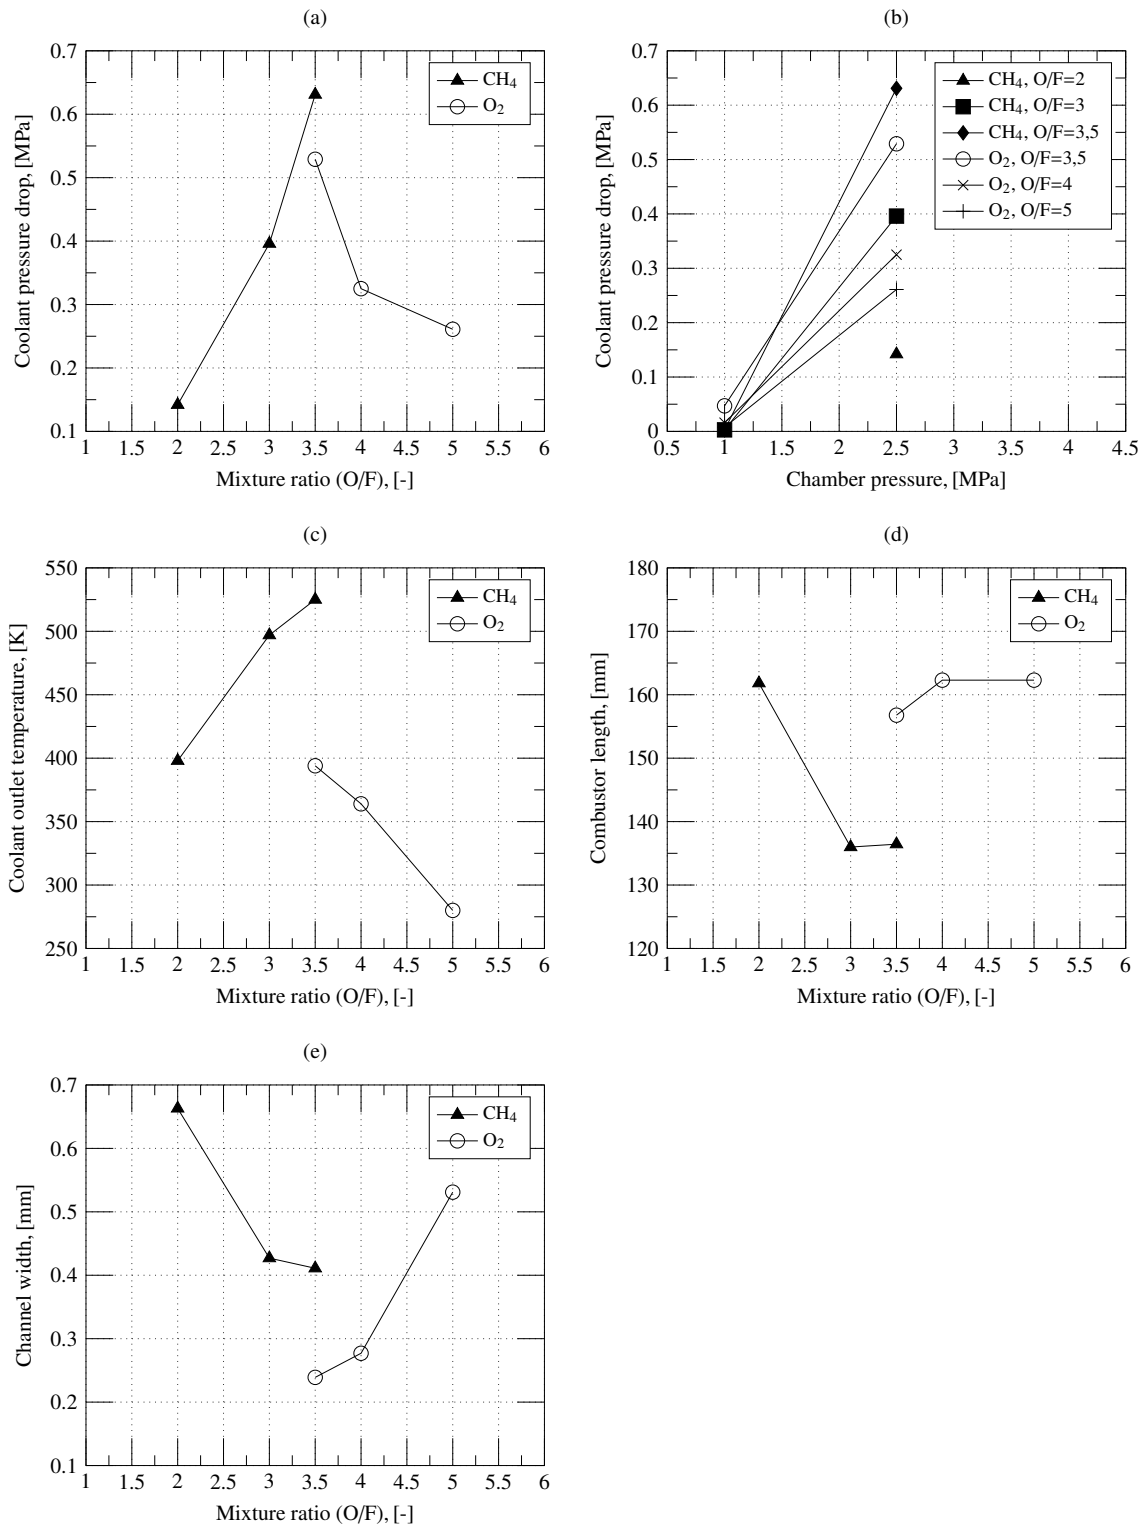 (a)
0.7
0.6
0.5
0.4
0.3
0.2
0.1
Coolant pressure drop, [MPa]
CH4
O2
1 1.5 2 2.5 3 3.5 4 4.5 5 5.5 6
Mixture ratio (O/F), [-]
(b)
0.7
0.6
0.5
0.4
0.3
0.2
0.1
0
Coolant pressure drop, [MPa]
CH4, O/F=2
CH4, O/F=3
CH4, O/F=3,5
O2, O/F=3,5
O2, O/F=4
O2, O/F=5
0.5 1 1.5 2 2.5 3 3.5 4 4.5
Chamber pressure, [MPa]
(c)
550
500
450
400
350
300
250
Coolant outlet temperature, [K]
CH4
O2
1 1.5 2 2.5 3 3.5 4 4.5 5 5.5 6
Mixture ratio (O/F), [-]
(d)
180
170
160
150
140
130
120
Combustor length, [mm]
CH4
O2
1 1.5 2 2.5 3 3.5 4 4.5 5 5.5 6
Mixture ratio (O/F), [-]
(e)
0.7
0.6
0.5
0.4
0.3
0.2
0.1
Channel width, [mm]
CH4
O2
1 1.5 2 2.5 3 3.5 4 4.5 5 5.5 6
Mixture ratio (O/F), [-]